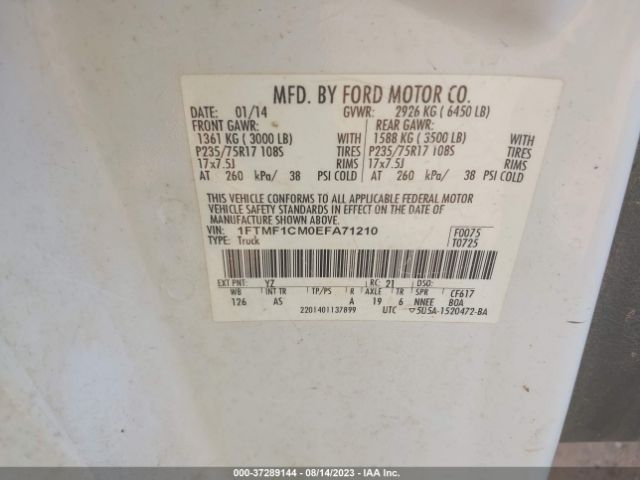 MFD. BY FORD MOTOR CO.
DATE: 01/14 GVWR: 2926 KG ( 6450 LB)
FRONT GAWR: REAR GAWR:
1361 KG ( 3000 LB) WITH 1588 KG ( 3500 LB) WITH
P235/75R17 108S TIRES P235/75R17 108S TIRES
17x7.5J RIMS 17x7.5J RIMS
AT 260 kPa/ 38 PSI COLD AT 260 kPa/ 38 PSI COLD
THIS VEHICLE CONFORMS TO ALL APPLICABLE FEDERAL MOTOR
VEHICLE SAFETY STANDARDS IN EFFECT ON THE DATE OF
MANUFACTURE SHOWN ABOVE.
VIN: 1FTMF1CM0EFA71210 F0075
TYPE: Truck T0725
EXT PNT: YZ RC: 21 DSO:
WB INT TR TP/PS R AXLE TR SPR CF617
126 AS A 19 6 NNEE BOA
2201401137899 UTC ▽5U5A-1520472-BA
000-37289144 - 08/14/2023 - IAA Inc.